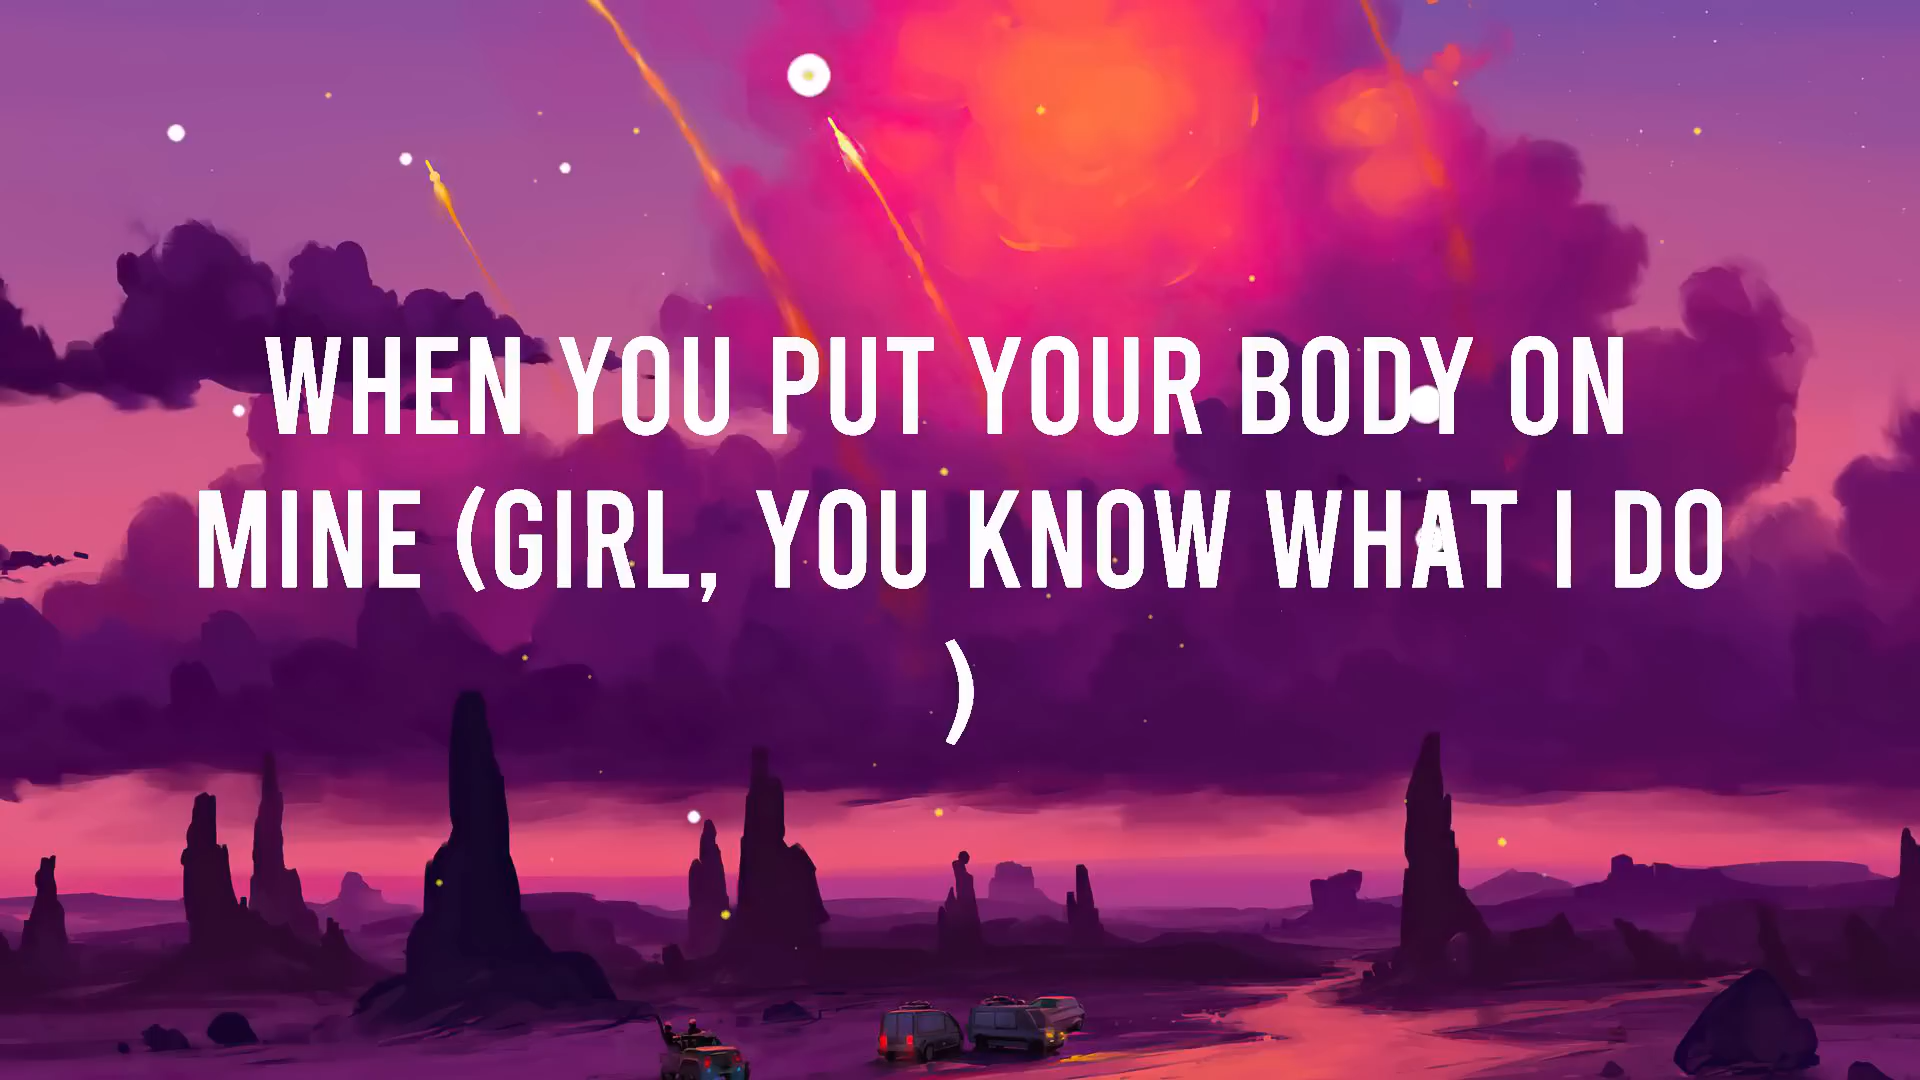 WHEN YOU PUT YOUR BODY ON
MINE (GIRL, YOU KNOW WHAT I DO
)